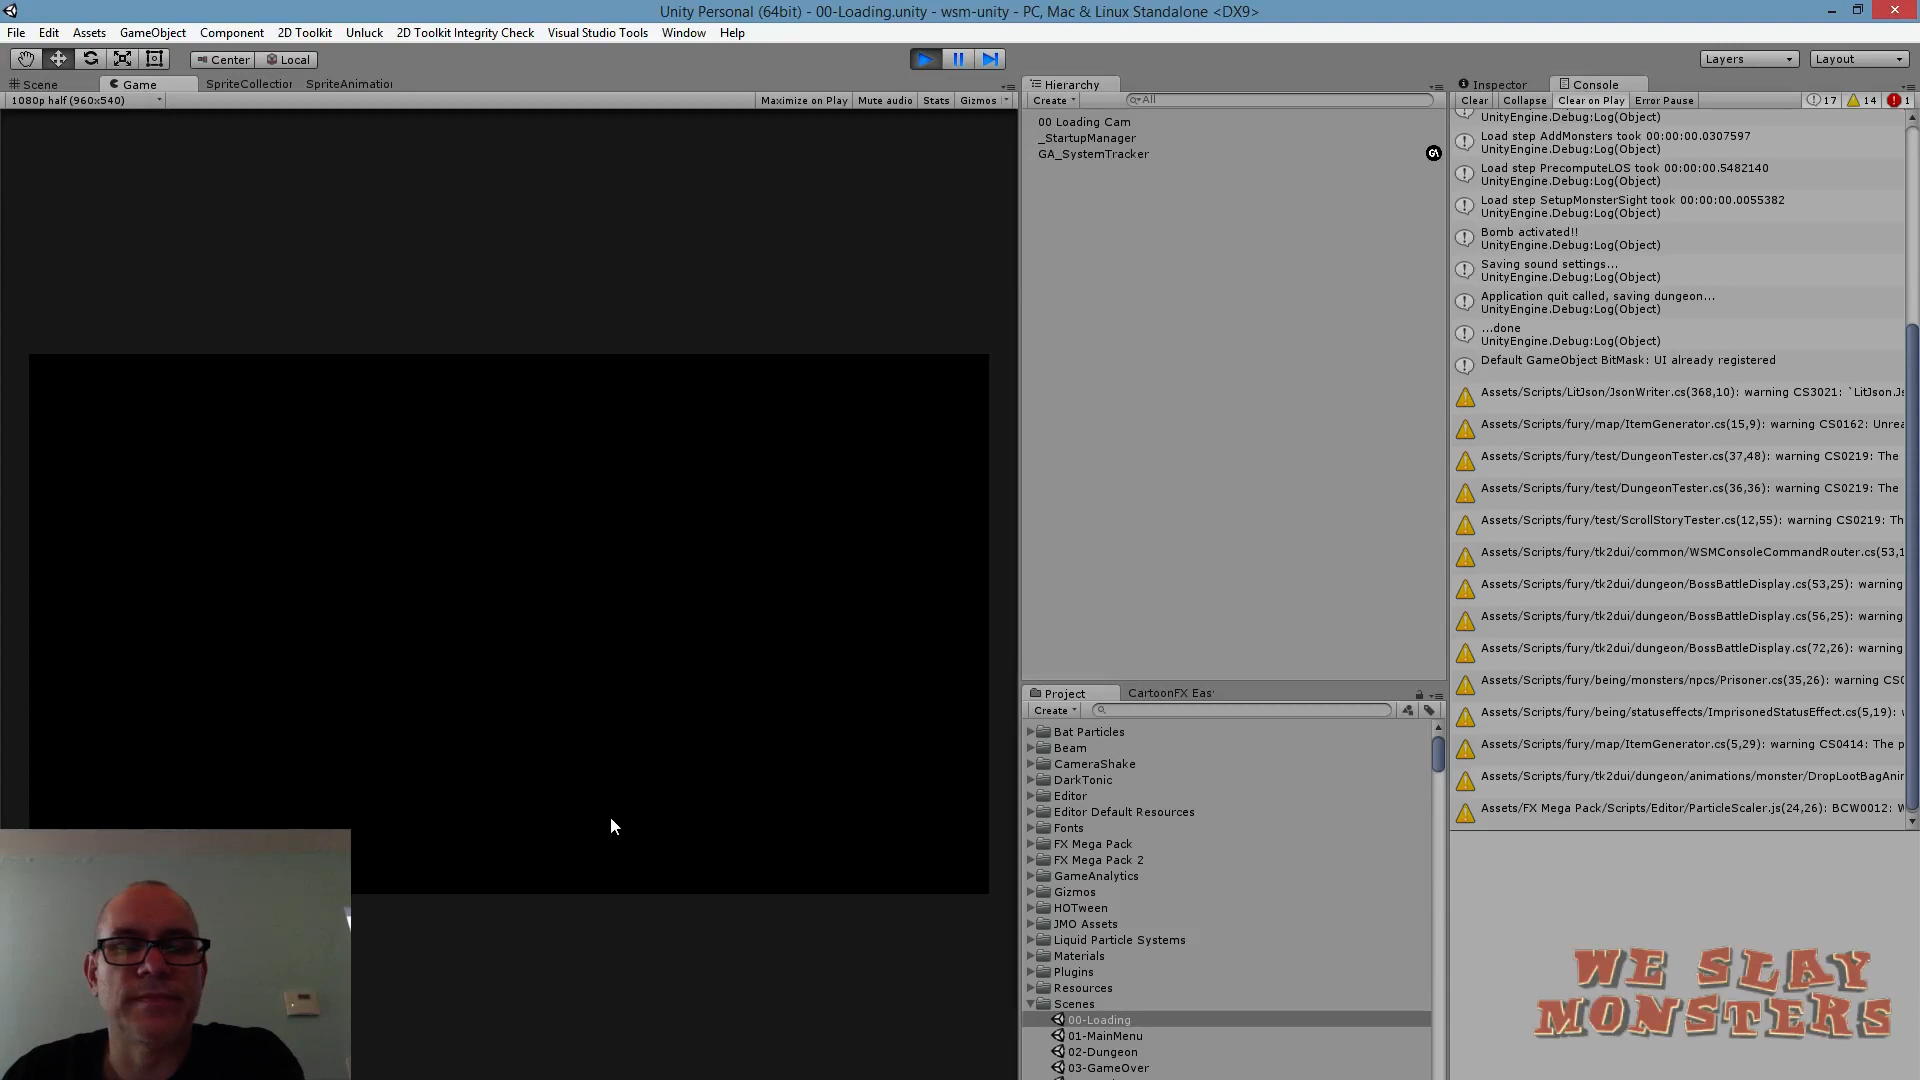 Unity Personal (64bit) - 00-Loading.unity - wsm-unity - PC, Mac & Linux Standalone <DX9>
File Edit Assets GameObject Component 2D Toolkit Unluck 2D Toolkit Integrity Check Visual Studio Tools Window Help
Center Local
Layers Layout
Scene Game SpriteCollection SpriteAnimation
1080p half (960x540) Maximize on Play Mute audio Stats Gizmos
Hierarchy
Create All
00 Loading Cam
_StartupManager
GA_SystemTracker
Project CartoonFX Eas
Create
Bat Particles
Beam
CameraShake
DarkTonic
Editor
Editor Default Resources
Fonts
FX Mega Pack
FX Mega Pack 2
GameAnalytics
Gizmos
HOTween
JMO Assets
Liquid Particle Systems
Materials
Plugins
Resources
Scenes
00-Loading
01-MainMenu
02-Dungeon
03-GameOver
Inspector Console
Clear Collapse Clear on Play Error Pause 17 14 1
UnityEngine.Debug:Log(Object)
Load step AddMonsters took 00:00:00.0307597
UnityEngine.Debug:Log(Object)
Load step PrecomputeLOS took 00:00:00.5482140
UnityEngine.Debug:Log(Object)
Load step SetupMonsterSight took 00:00:00.0055382
UnityEngine.Debug:Log(Object)
Bomb activated!!
UnityEngine.Debug:Log(Object)
Saving sound settings...
UnityEngine.Debug:Log(Object)
Application quit called, saving dungeon...
UnityEngine.Debug:Log(Object)
...done
UnityEngine.Debug:Log(Object)
Default GameObject BitMask: UI already registered
Assets/Scripts/LitJson/JsonWriter.cs(368,10): warning CS3021: `LitJson.Js
Assets/Scripts/fury/map/ItemGenerator.cs(15,9): warning CS0162: Unrea
Assets/Scripts/fury/test/DungeonTester.cs(37,48): warning CS0219: The
Assets/Scripts/fury/test/DungeonTester.cs(36,36): warning CS0219: The
Assets/Scripts/fury/test/ScrollStoryTester.cs(12,55): warning CS0219: Th
Assets/Scripts/fury/tk2dui/common/WSMConsoleCommandRouter.cs(53,1
Assets/Scripts/fury/tk2dui/dungeon/BossBattleDisplay.cs(53,25): warning
Assets/Scripts/fury/tk2dui/dungeon/BossBattleDisplay.cs(56,25): warning
Assets/Scripts/fury/tk2dui/dungeon/BossBattleDisplay.cs(72,26): warning
Assets/Scripts/fury/being/monsters/npcs/Prisoner.cs(35,26): warning CS0
Assets/Scripts/fury/being/statuseffects/ImprisonedStatusEffect.cs(5,19): w
Assets/Scripts/fury/map/ItemGenerator.cs(5,29): warning CS0414: The p
Assets/Scripts/fury/tk2dui/dungeon/animations/monster/DropLootBagAnin
Assets/FX Mega Pack/Scripts/Editor/ParticleScaler.js(24,26): BCW0012: W
WE SLAY
MONSTERS